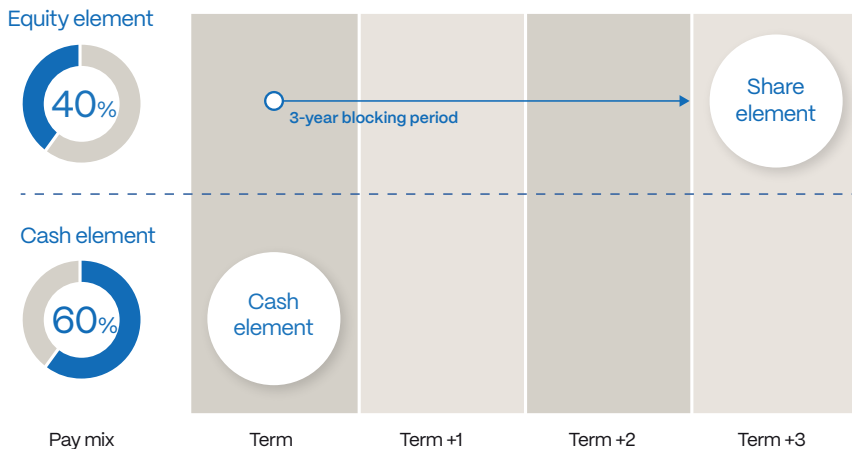 Equity element
40%
3-year blocking period
Share
element
Cash element
60%
Cash
element
Pay mix
Term
Term +1
Term +2
Term +3